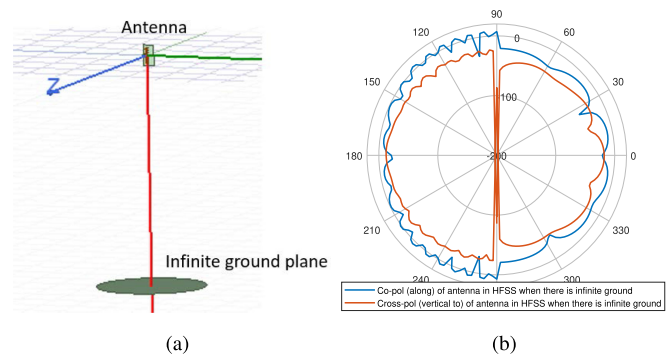 Antenna
Z
Infinite ground plane
(a)
90
120
60
0
150
30
100
180
-200
0
210
330
240
300
Co-pol (along) of antenna in HFSS when there is infinite ground
Cross-pol (vertical to) of antenna in HFSS when there is infinite ground
(b)